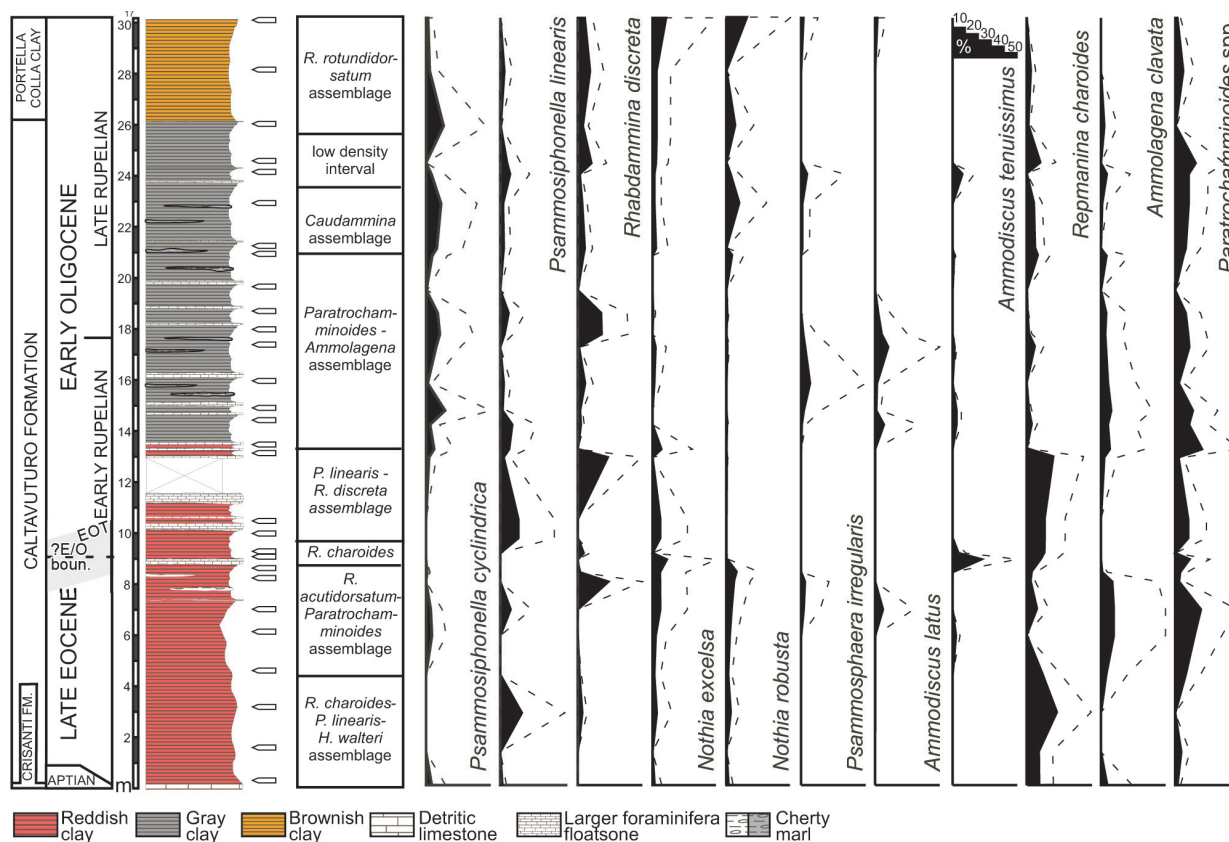 17
30
28
26
24
22
20
18
16
14
12
10
8
6
4
2
m
PORTELLA
COLLA CLAY
CALTAVUTURO FORMATION
CRISANTI FM.
EARLY OLIGOCENE
LATE EOCENE
LATE RUPELIAN
EARLY RUPELIAN
EOT
?E/O
boun.
APTIAN
R. rotundidor-
satum
assemblage
low density
interval
Caudammina
assemblage
Paratrocham-
minoides -
Ammolagena
assemblage
P. linearis -
R. discreta
assemblage
R. charoides
R.
acutidorsatum-
Paratrocham-
minoides
assemblage
R. charoides-
P. linearis-
H. walteri
assemblage
Psammosiphonella cyclindrica
Psammosiphonella linearis
Rhabdammina discreta
Nothia excelsa
Nothia robusta
Psammosphaera irregularis
Ammodiscus latus
10
20
30
40
50
%
Ammodiscus tenuissimus
Repmanina charoides
Ammolagena clavata
Paratrochamminoides spp.
Reddish
clay
Gray
clay
Brownish
clay
Detritic
limestone
Larger foraminifera
floatsone
Cherty
marl